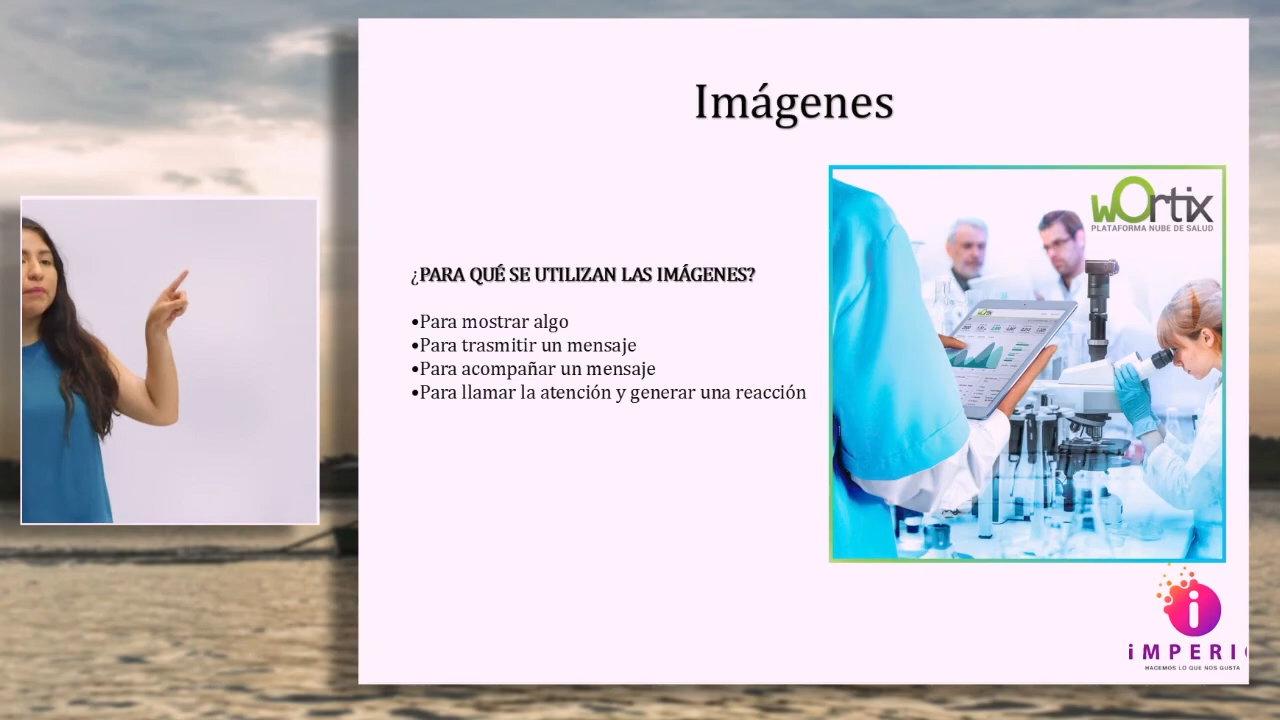 Imágenes
¿PARA QUÉ SE UTILIZAN LAS IMÁGENES?
•Para mostrar algo
•Para trasmitir un mensaje
•Para acompañar un mensaje
•Para llamar la atención y generar una reacción
wOrtix
PLATAFORMA NUBE DE SALUD
i
iMPERI
HACEMOS LO QUE NOS GUSTA